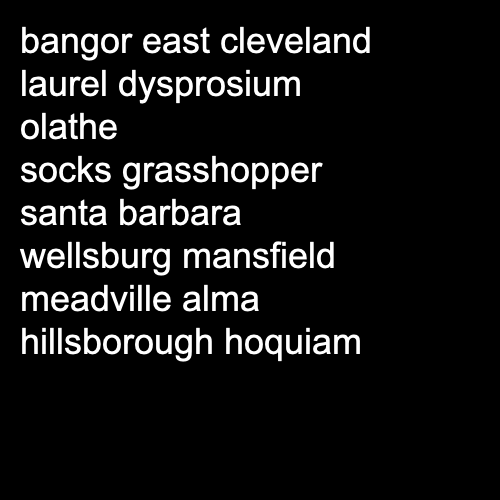 bangor east cleveland
laurel dysprosium
olathe
socks grasshopper
santa barbara
wellsburg mansfield
meadville alma
hillsborough hoquiam